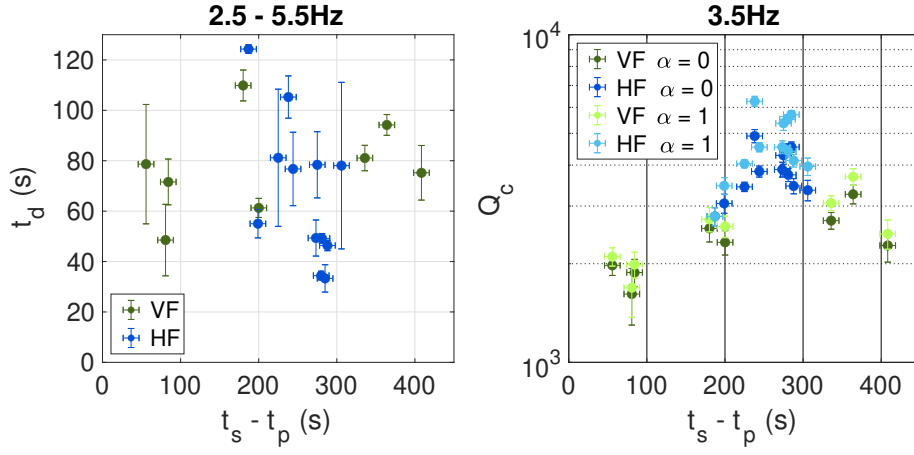 2.5 - 5.5Hz
t_d (s)
120
100
80
60
40
20
0
VF
HF
0 100 200 300 400
t_s - t_p (s)
3.5Hz
Q_c
10^4
10^3
VF α = 0
HF α = 0
VF α = 1
HF α = 1
0 100 200 300 400
t_s - t_p (s)